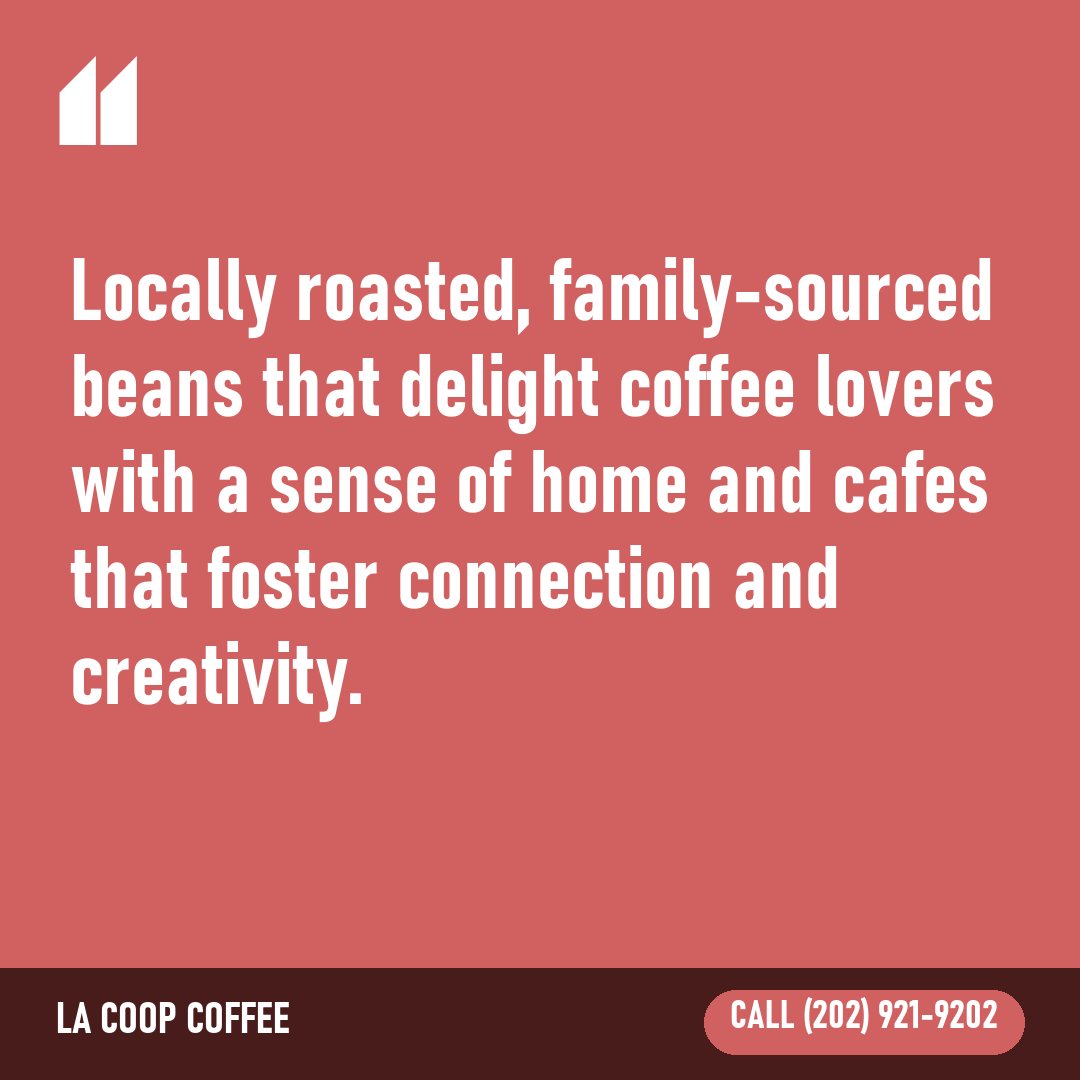 Locally roasted, family-sourced
beans that delight coffee lovers
with a sense of home and cafes
that foster connection and
creativity.
LA COOP COFFEE
CALL (202) 921-9202